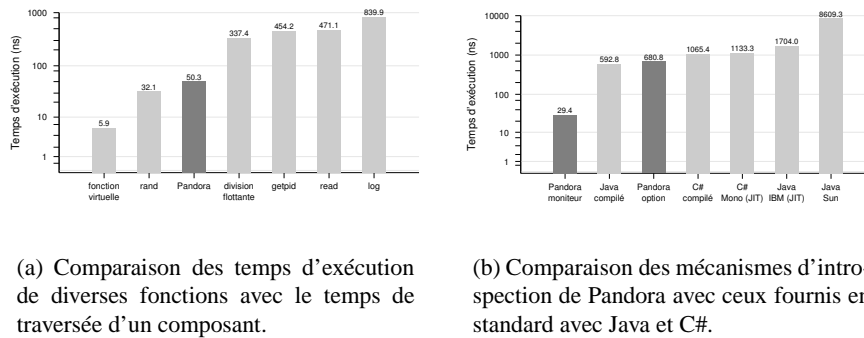 Temps d'exécution (ns)
1000
100
10
1
5.9
32.1
50.3
337.4
454.2
471.1
839.9
fonction virtuelle
rand
Pandora
division flottante
getpid
read
log
Temps d'exécution (ns)
10000
1000
100
10
1
29.4
592.8
680.8
1065.4
1133.3
1704.0
8609.3
Pandora moniteur
Java compilé
Pandora option
C# compilé
C# Mono (JIT)
Java IBM (JIT)
Java Sun
(a) Comparaison des temps d'exécution
de diverses fonctions avec le temps de
traversée d'un composant.
(b) Comparaison des mécanismes d'intro-
spection de Pandora avec ceux fournis en
standard avec Java et C#.